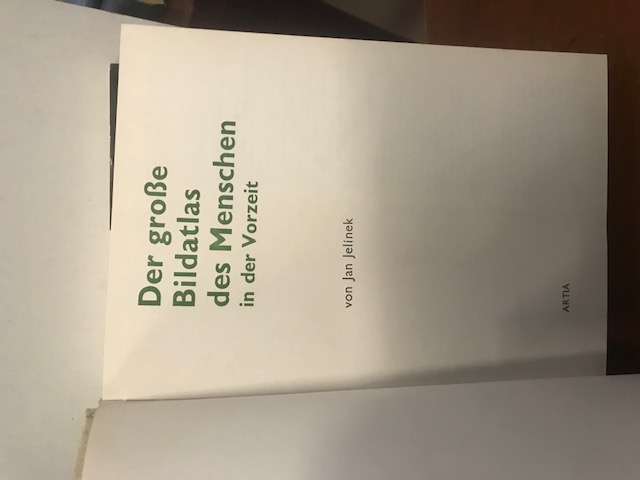 Der große
Bildatlas
des Menschen
in der Vorzeit
von Jan Jelínek
ARTIA